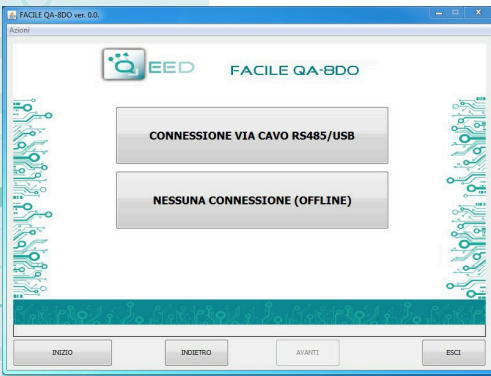 FACILE QA-8DO ver. 0.0.
Azioni
QEED
FACILE QA-8DO
CONNESSIONE VIA CAVO RS485/USB
NESSUNA CONNESSIONE (OFFLINE)
INIZIO
INDIETRO
AVANTI
ESCI